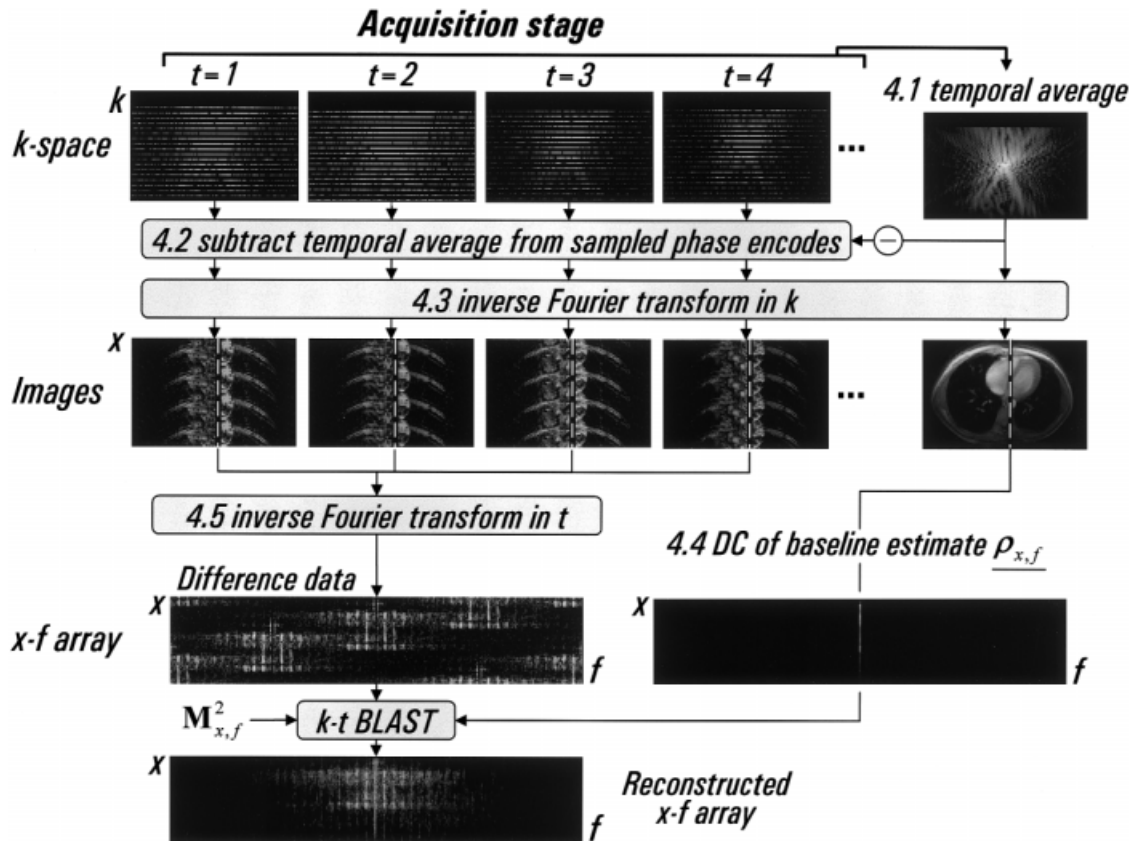 Acquisition stage
t=1 t=2 t=3 t=4
4.1 temporal average
k
k-space
...
4.2 subtract temporal average from sampled phase encodes
−
4.3 inverse Fourier transform in k
x
Images
...
4.5 inverse Fourier transform in t
4.4 DC of baseline estimate ρx,f
Difference data
x
x
x-f array
f
f
M²x,f
k-t BLAST
x
Reconstructed
x-f array
f